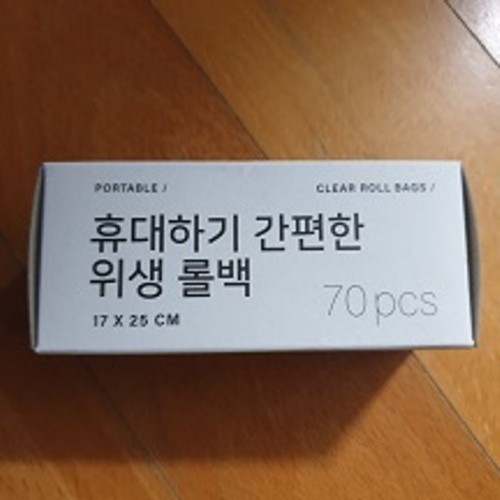 PORTABLE /
CLEAR ROLL BAGS /
휴대하기 간편한
위생 롤백
70pcs
17 X 25 CM